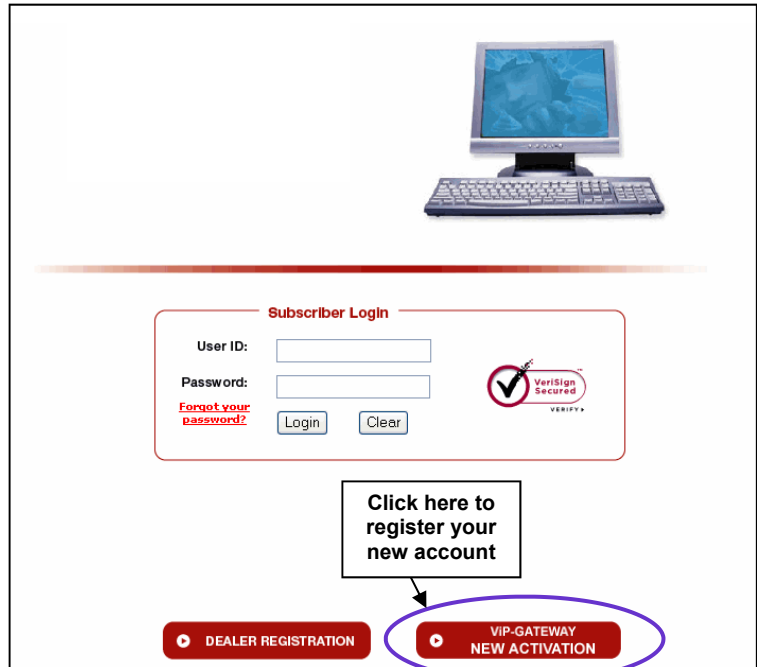 Subscriber Login
User ID:
Password:
Forgot your
password?
Login
Clear
VeriSign
Secured
™
VERIFY
Click here to
register your
new account
DEALER REGISTRATION
ViP-GATEWAY
NEW ACTIVATION